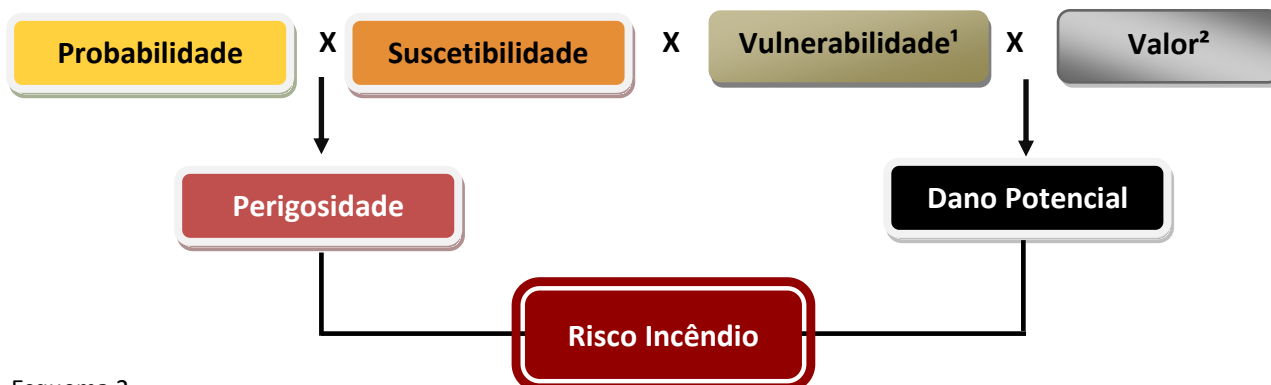 Probabilidade X Suscetibilidade X Vulnerabilidade¹ X Valor²
Perigosidade Dano Potencial
Risco Incêndio